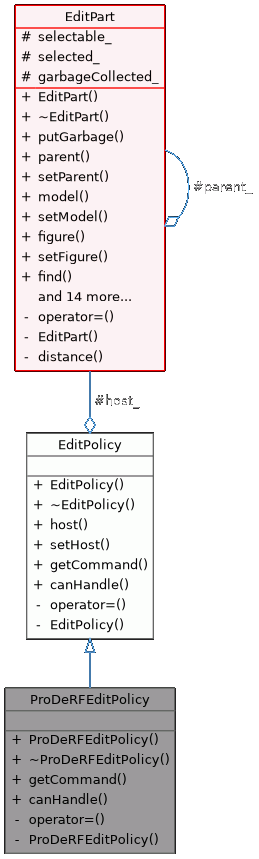 EditPart
# selectable_
# selected_
# garbageCollected_
+ EditPart()
+ ~EditPart()
+ putGarbage()
+ parent()
+ setParent()
+ model()
+ setModel()
+ figure()
+ setFigure()
+ find()
and 14 more...
- operator=()
- EditPart()
- distance()
#parent_
#host_
EditPolicy
+ EditPolicy()
+ ~EditPolicy()
+ host()
+ setHost()
+ getCommand()
+ canHandle()
- operator=()
- EditPolicy()
ProDeRFEditPolicy
+ ProDeRFEditPolicy()
+ ~ProDeRFEditPolicy()
+ getCommand()
+ canHandle()
- operator=()
- ProDeRFEditPolicy()